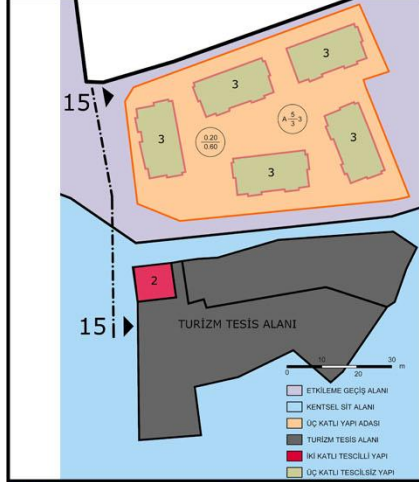 3
3
15
3
3
3
3
0.20
0.60
A 5/3 -3
2
15
TURİZM TESİS ALANI
0 10 20 30 m
ETKİLEME GEÇİŞ ALANI
KENTSEL SİT ALANI
ÜÇ KATLI YAPI ADASI
TURİZM TESİS ALANI
İKİ KATLI TESCİLLİ YAPI
ÜÇ KATLI TESCİLSİZ YAPI